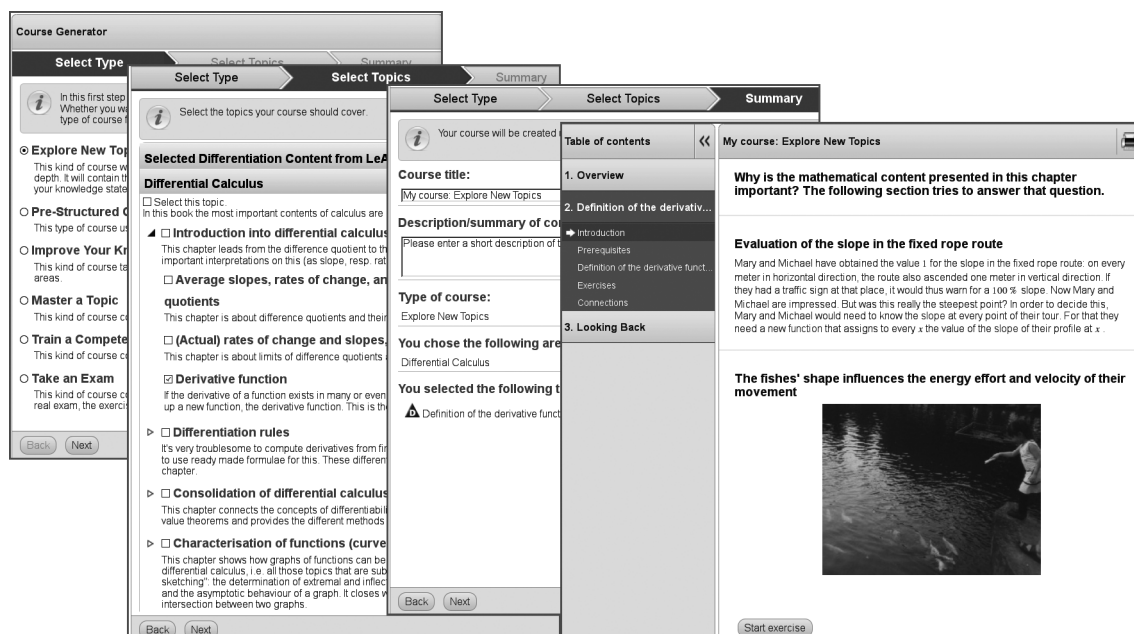 Course Generator
Select Type
Select Topics
Summary
In this first step
Whether you wa
type of course f
Explore New Top
This kind of course w
depth. It will contain th
your knowledge state
Pre-Structured C
This type of course us
Improve Your Kr
This kind of course ta
areas.
Master a Topic
This kind of course co
Train a Compete
This kind of course co
Take an Exam
This kind of course co
real exam, the exerci
Back Next
Select Type
Select Topics
Summary
Select the topics your course should cover.
Selected Differentiation Content from LeA
Differential Calculus
Select this topic.
In this book the most important contents of calculus are
Introduction into differential calculus
This chapter leads from the difference quotient to th
important interpretations on this (as slope, resp. rat
Average slopes, rates of change, an
quotients
This chapter is about difference quotients and their
(Actual) rates of change and slopes,
This chapter is about limits of difference quotients a
Derivative function
If the derivative of a function exists in many or even
up a new function, the derivative function. This is the
Differentiation rules
It's very troublesome to compute derivatives from fir
to use ready made formulae for this. These differen
chapter.
Consolidation of differential calculus
This chapter connects the concepts of differentiabili
value theorems and provides the different methods
Characterisation of functions (curve
This chapter shows how graphs of functions can be
differential calculus, i.e. all those topics that are sub
sketching": the determination of extremal and inflec
and the asymptotic behaviour of a graph. It closes w
intersection between two graphs.
Back Next
Select Type
Select Topics
Summary
Your course will be created
Course title:
My course: Explore New Topics
Description/summary of co
Please enter a short description of t
Type of course:
Explore New Topics
You chose the following are
Differential Calculus
You selected the following t
D Definition of the derivative funct
Back Next
Table of contents
1. Overview
2. Definition of the derivativ...
Introduction
Prerequisites
Definition of the derivative funct...
Exercises
Connections
3. Looking Back
My course: Explore New Topics
Why is the mathematical content presented in this chapter
important? The following section tries to answer that question.
Evaluation of the slope in the fixed rope route
Mary and Michael have obtained the value 1 for the slope in the fixed rope route: on every
meter in horizontal direction, the route also ascended one meter in vertical direction. If
they had a traffic sign at that place, it would thus warn for a 100 % slope. Now Mary and
Michael are impressed. But was this really the steepest point? In order to decide this,
Mary and Michael would need to know the slope at every point of their tour. For that they
need a new function that assigns to every x the value of the slope of their profile at x .
The fishes' shape influences the energy effort and velocity of their
movement
Start exercise